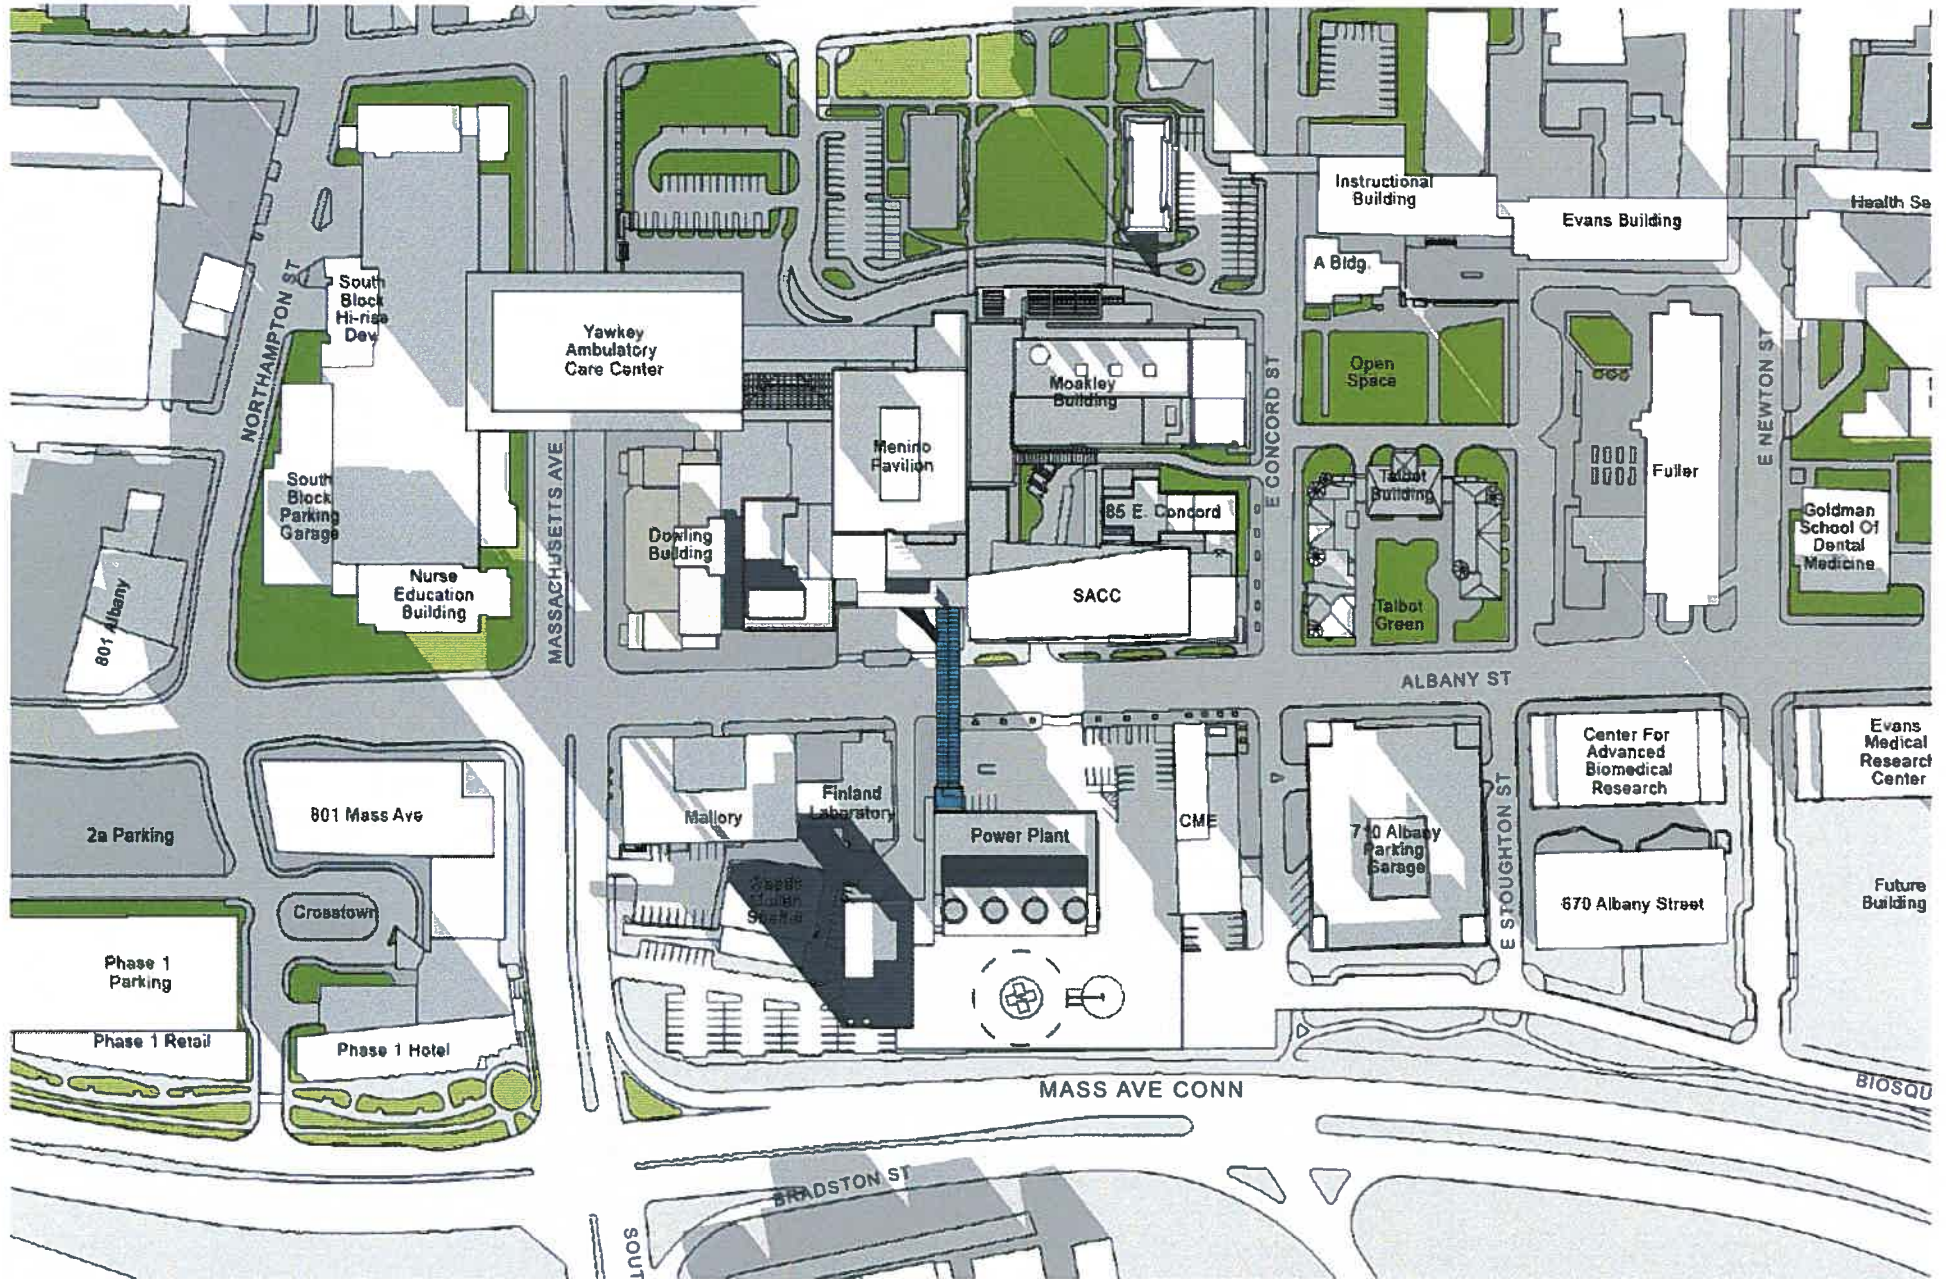 Instructional
Building
Evans Building
Health Se
A Bldg.
South
Block
Hi-rise
Dev
NORTHAMPTON ST
Yawkey
Ambulatory
Care Center
Moakley
Building
E CONCORD ST
Open
Space
E NEWTON ST
Menino
Pavilion
MASSACHUSETTS AVE
South
Block
Parking
Garage
Dowling
Building
85 E. Concord
Talbot
Building
Fuller
Goldman
School Of
Dental
Medicine
Nurse
Education
Building
SACC
Talbot
Green
801 Albany
ALBANY ST
801 Mass Ave
2a Parking
Mallory
Finland
Laboratory
Power Plant
CME
710 Albany
Parking
Garage
E STOUGHTON ST
Center For
Advanced
Biomedical
Research
Evans
Medical
Research
Center
Crosstown
670 Albany Street
Future
Building
Phase 1
Parking
Phase 1 Retail
Phase 1 Hotel
MASS AVE CONN
BIOSQU
BRADSTON ST
SOUT